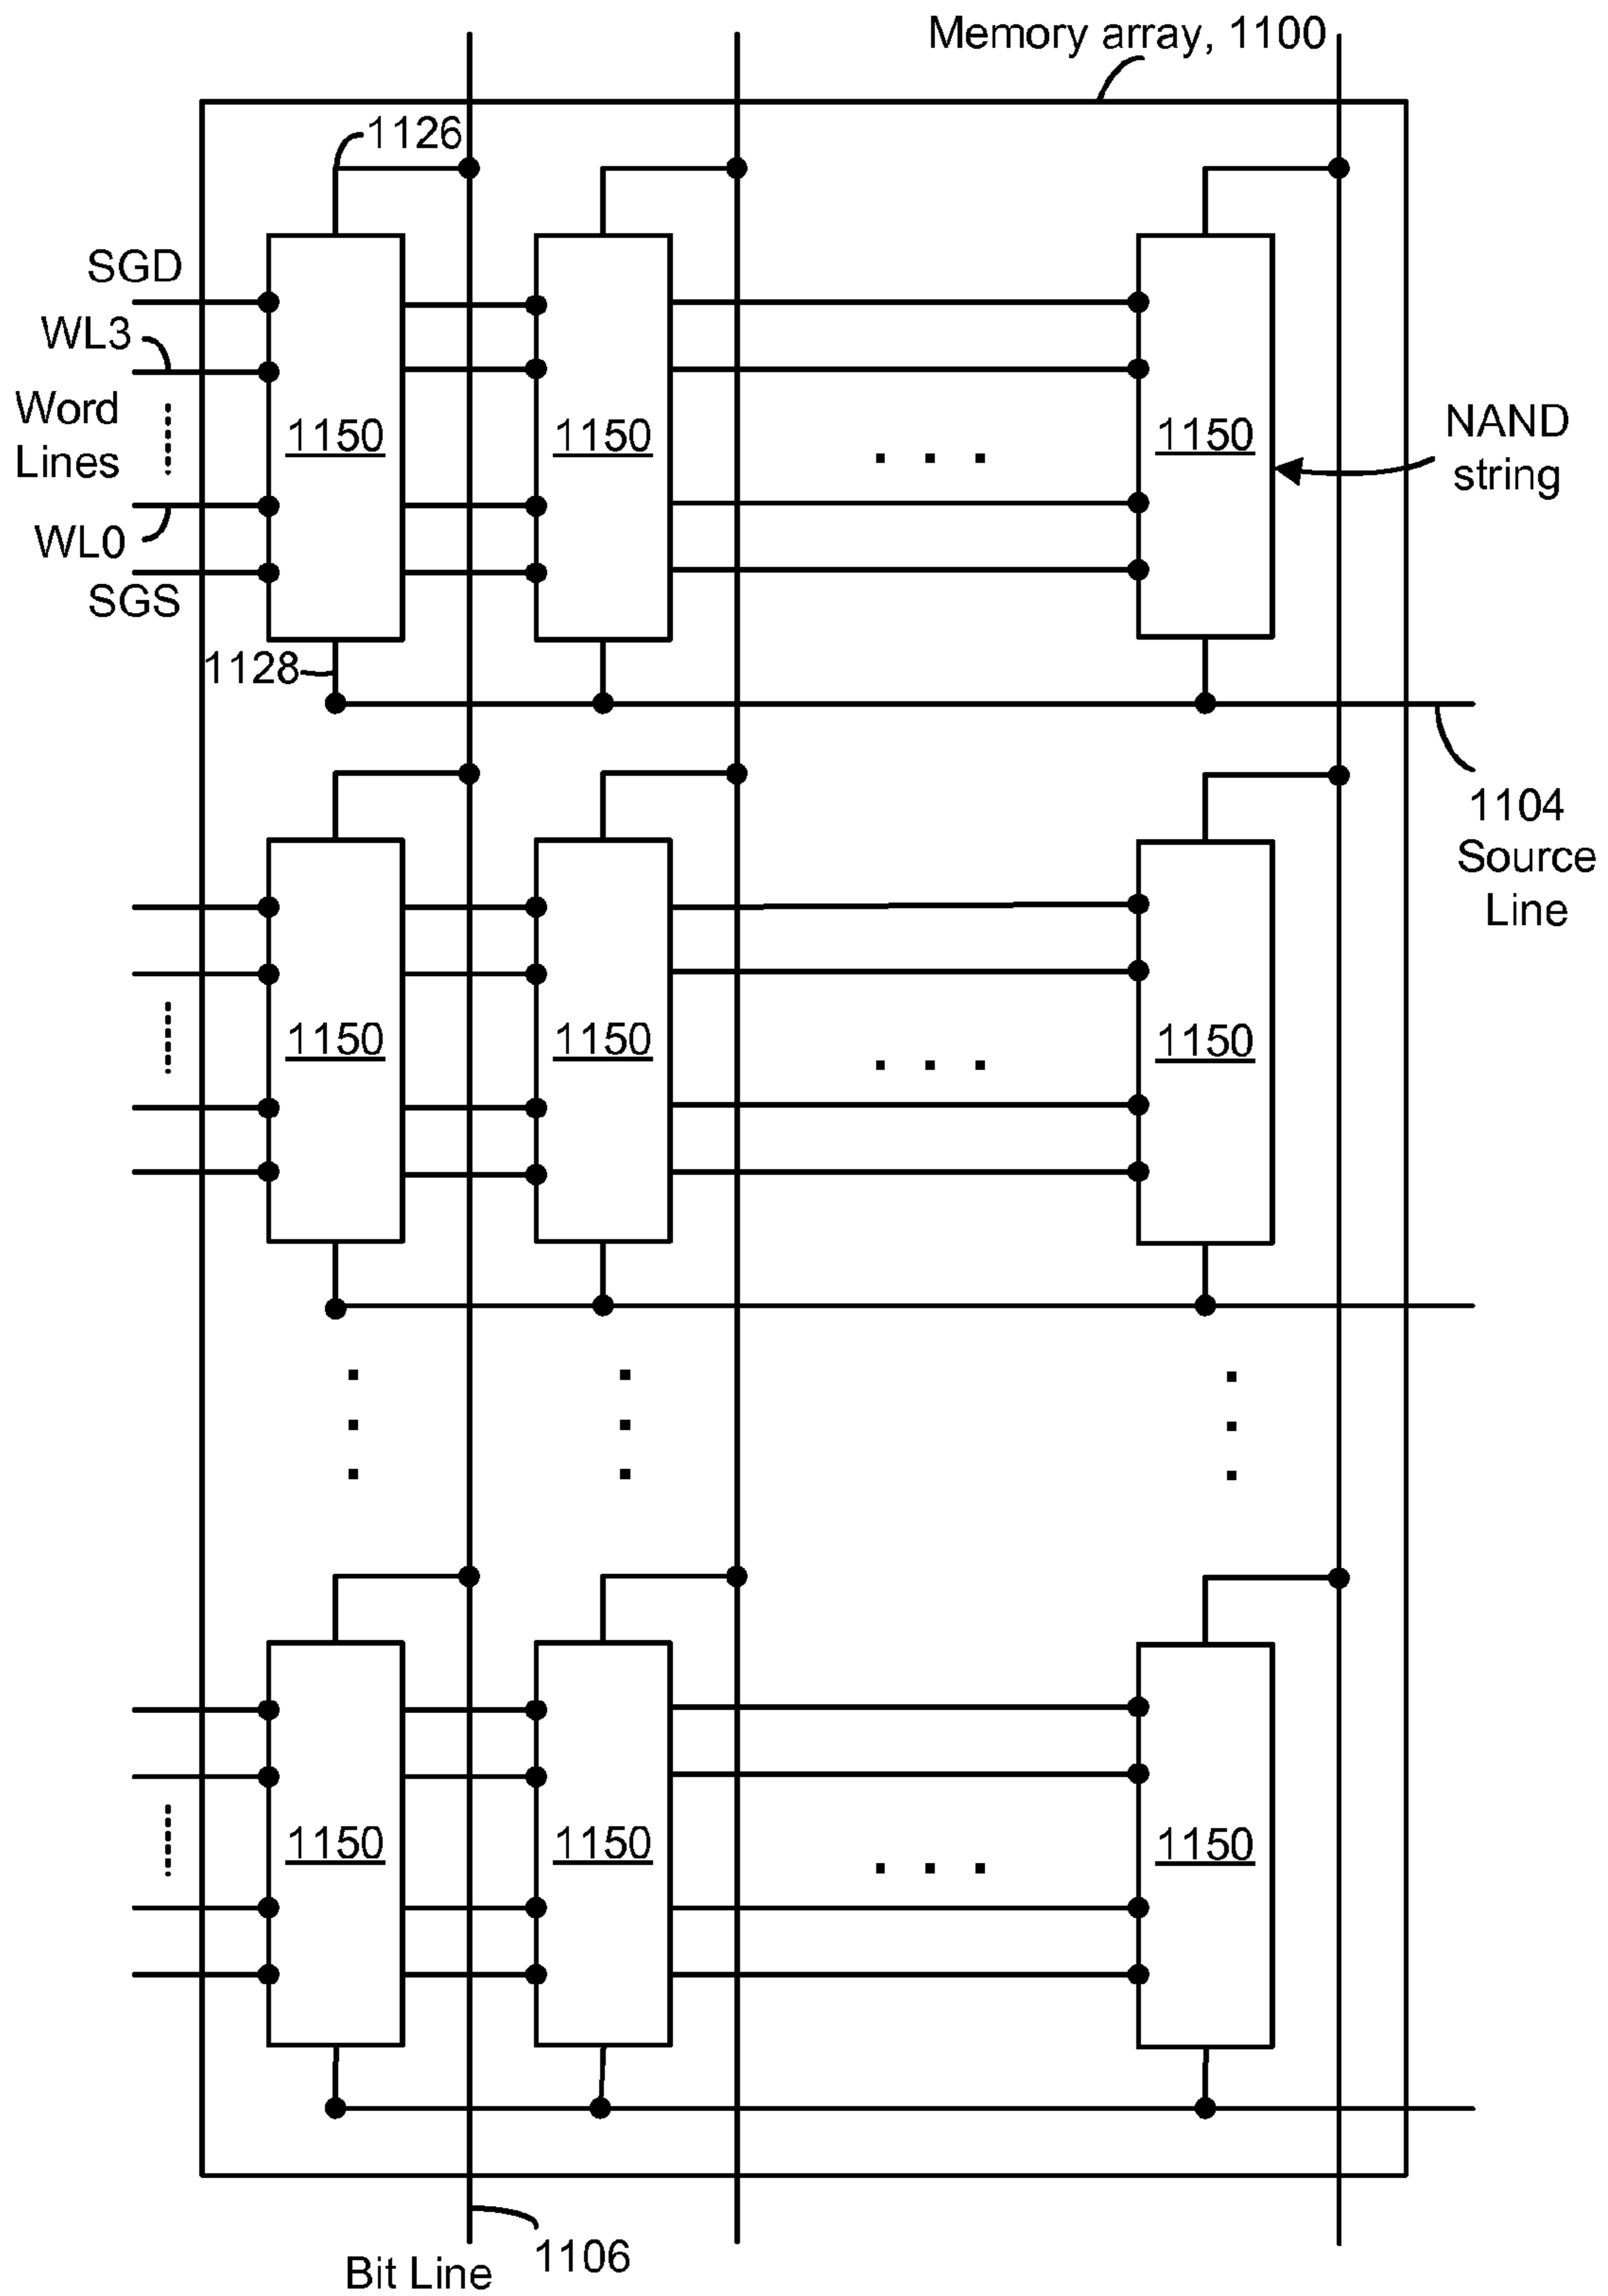 Memory array, 1100
1126
SGD
WL3
Word
Lines
WL0
SGS
1150
1150
. . .
1150
NAND
string
1128
1104
Source
Line
1150
1150
. . .
1150
1150
1150
. . .
1150
1106
Bit Line